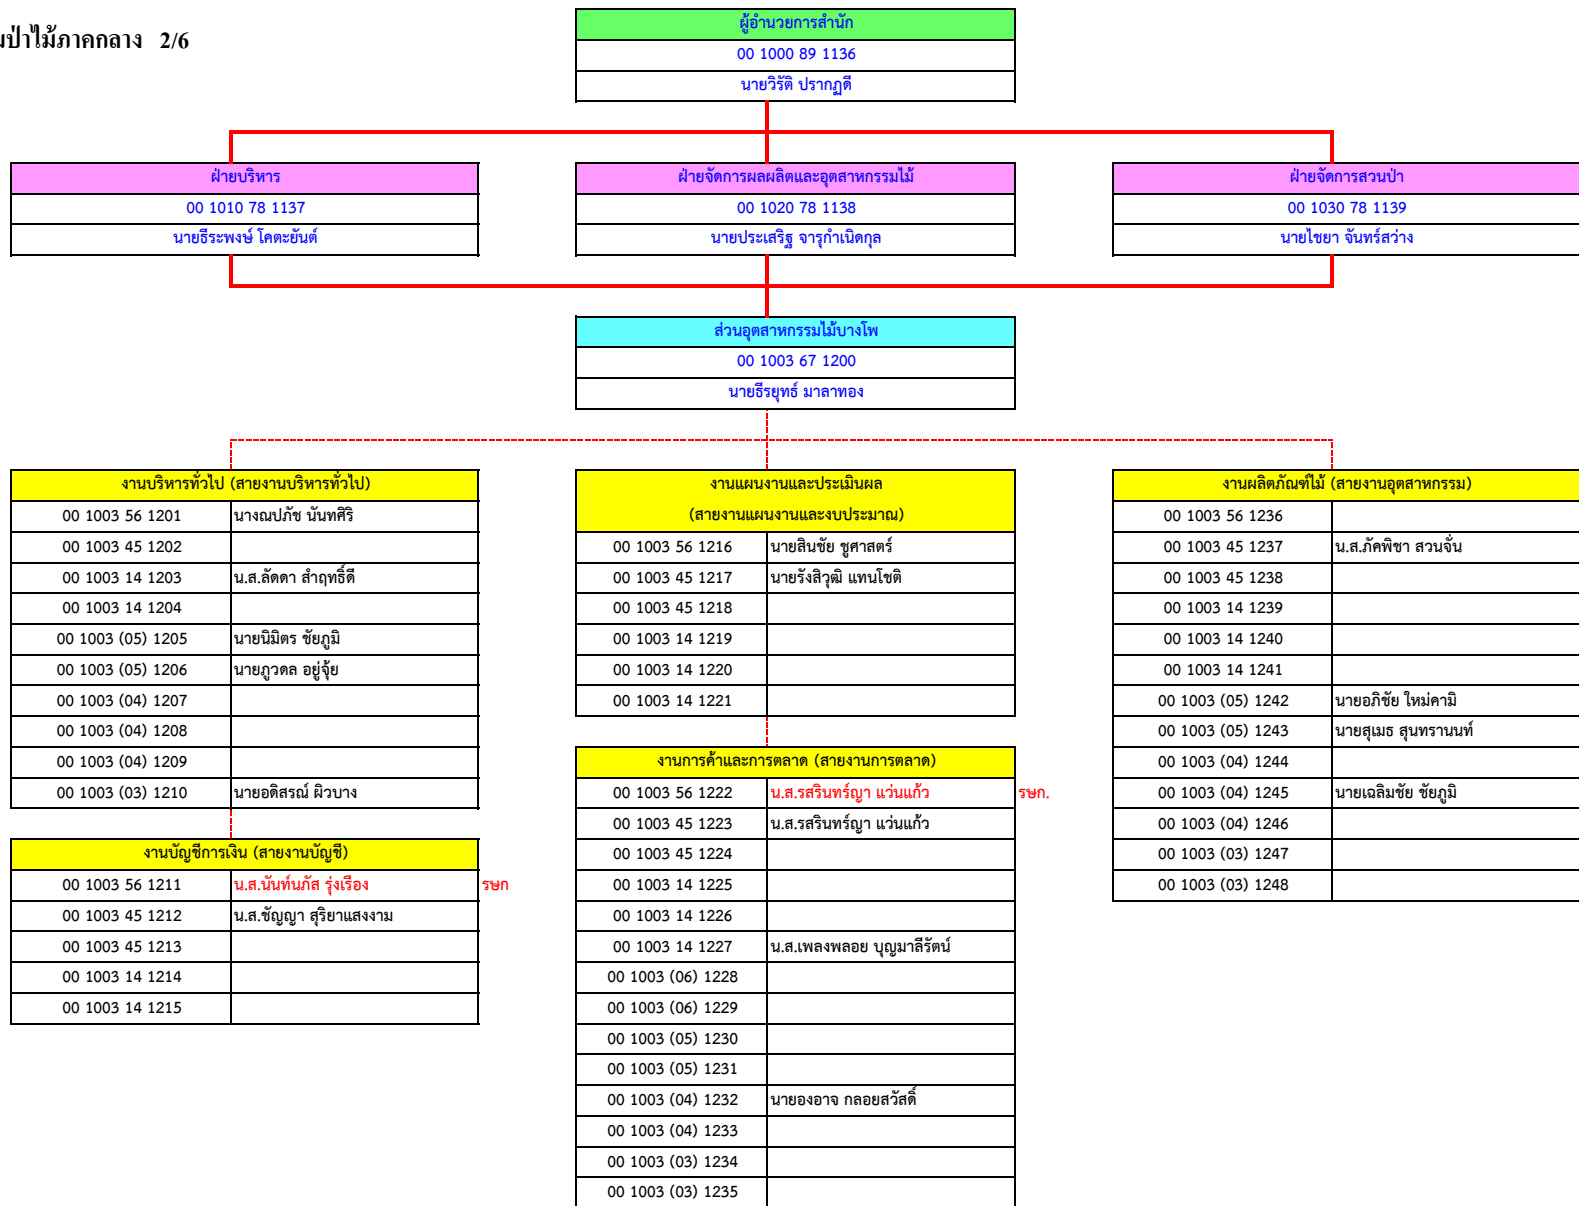 มป่าไม้ภาคกลาง 2/6
ผู้อำนวยการสำนัก
00 1000 89 1136
นายวิรัติ ปรากฏดี
ฝ่ายบริหาร
00 1010 78 1137
นายธีระพงษ์ โคตะยันต์
ฝ่ายจัดการผลผลิตและอุตสาหกรรมไม้
00 1020 78 1138
นายประเสริฐ จารุกำเนิดกุล
ฝ่ายจัดการสวนป่า
00 1030 78 1139
นายไชยา จันทร์สว่าง
ส่วนอุตสาหกรรมไม้บางโพ
00 1003 67 1200
นายธีรยุทธ์ มาลาทอง
งานบริหารทั่วไป (สายงานบริหารทั่วไป)
00 1003 56 1201 นางณปภัช นันทศิริ
00 1003 45 1202
00 1003 14 1203 น.ส.ลัดดา สำฤทธิ์ดี
00 1003 14 1204
00 1003 (05) 1205 นายนิมิตร ชัยภูมิ
00 1003 (05) 1206 นายภูวดล อยู่จุ้ย
00 1003 (04) 1207
00 1003 (04) 1208
00 1003 (04) 1209
00 1003 (03) 1210 นายอดิสรณ์ ผิวบาง
งานบัญชีการเงิน (สายงานบัญชี)
00 1003 56 1211 น.ส.นันท์นภัส รุ่งเรือง รษก
00 1003 45 1212 น.ส.ชัญญา สุริยาแสงงาม
00 1003 45 1213
00 1003 14 1214
00 1003 14 1215
งานแผนงานและประเมินผล
(สายงานแผนงานและงบประมาณ)
00 1003 56 1216 นายสินชัย ชูศาสตร์
00 1003 45 1217 นายรังสิวุฒิ แทนโชติ
00 1003 45 1218
00 1003 14 1219
00 1003 14 1220
00 1003 14 1221
งานการค้าและการตลาด (สายงานการตลาด)
00 1003 56 1222 น.ส.รสรินทร์ญา แว่นแก้ว รษก.
00 1003 45 1223 น.ส.รสรินทร์ญา แว่นแก้ว
00 1003 45 1224
00 1003 14 1225
00 1003 14 1226
00 1003 14 1227 น.ส.เพลงพลอย บุญมาลีรัตน์
00 1003 (06) 1228
00 1003 (06) 1229
00 1003 (05) 1230
00 1003 (05) 1231
00 1003 (04) 1232 นายองอาจ กลอยสวัสดิ์
00 1003 (04) 1233
00 1003 (03) 1234
00 1003 (03) 1235
งานผลิตภัณฑ์ไม้ (สายงานอุตสาหกรรม)
00 1003 56 1236
00 1003 45 1237 น.ส.ภัคพิชา สวนจั่น
00 1003 45 1238
00 1003 14 1239
00 1003 14 1240
00 1003 14 1241
00 1003 (05) 1242 นายอภิชัย ใหม่คามิ
00 1003 (05) 1243 นายสุเมธ สุนทรานนท์
00 1003 (04) 1244
00 1003 (04) 1245 นายเฉลิมชัย ชัยภูมิ
00 1003 (04) 1246
00 1003 (03) 1247
00 1003 (03) 1248